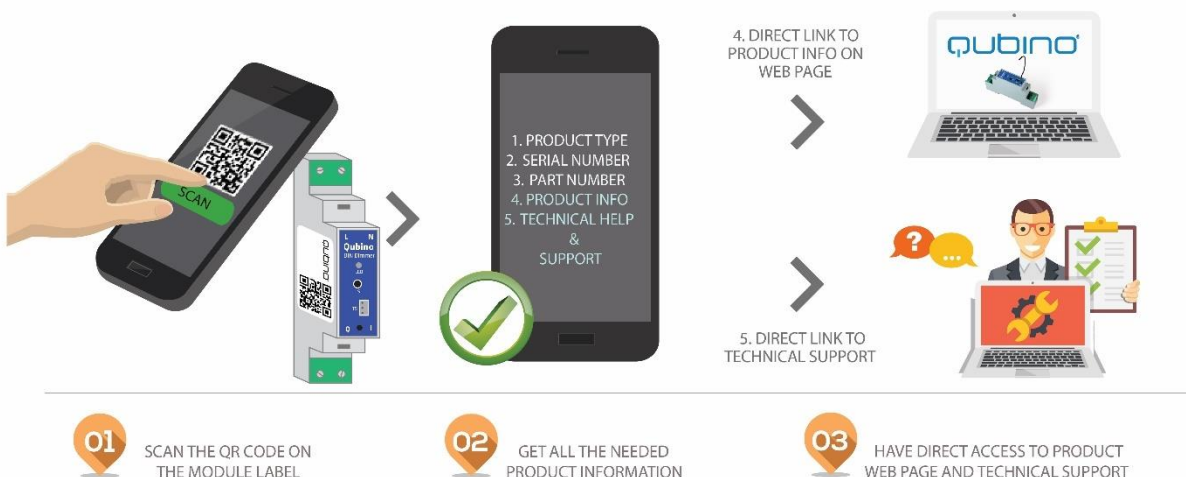 SCAN
QUBINO
L N
Qubino
DIN Dimmer
Q I
1. PRODUCT TYPE
2. SERIAL NUMBER
3. PART NUMBER
4. PRODUCT INFO
5. TECHNICAL HELP
&
SUPPORT
4. DIRECT LINK TO
PRODUCT INFO ON
WEB PAGE
QUBINO
?
...
5. DIRECT LINK TO
TECHNICAL SUPPORT
01
SCAN THE QR CODE ON
THE MODULE LABEL
02
GET ALL THE NEEDED
PRODUCT INFORMATION
03
HAVE DIRECT ACCESS TO PRODUCT
WEB PAGE AND TECHNICAL SUPPORT